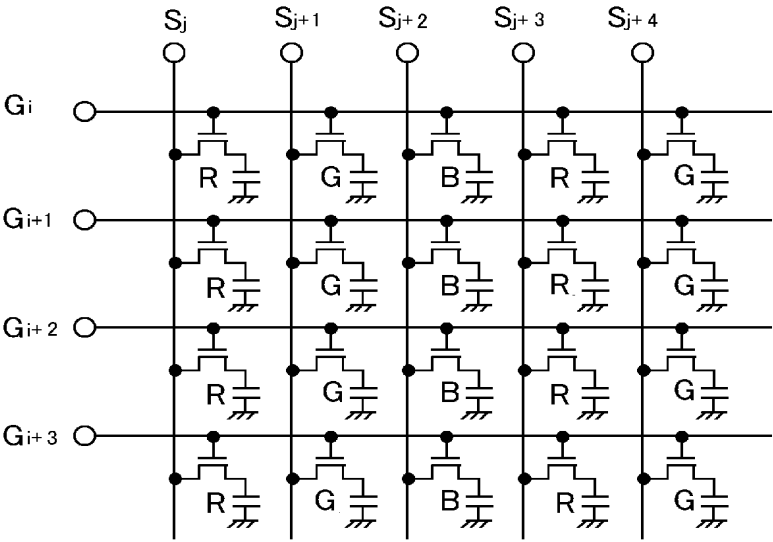 Sj Sj+1 Sj+2 Sj+3 Sj+4
Gi
R G B R G
Gi+1
R G B R G
Gi+2
R G B R G
Gi+3
R G B R G